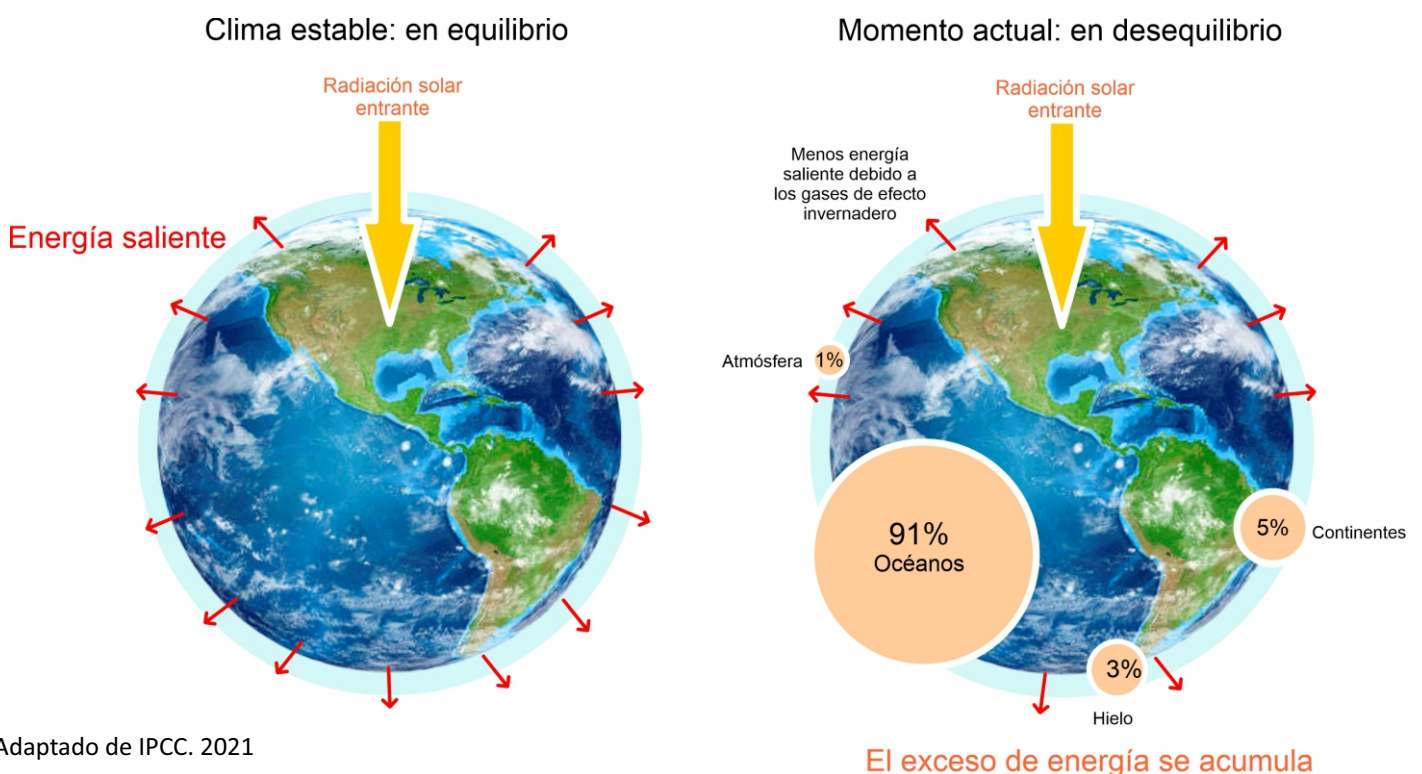 Clima estable: en equilibrio
Radiación solar
entrante
Energía saliente
Momento actual: en desequilibrio
Radiación solar
entrante
Menos energía
saliente debido a
los gases de efecto
invernadero
Atmósfera
1%
91%
Océanos
5%
Continentes
3%
Hielo
Adaptado de IPCC. 2021
El exceso de energía se acumula